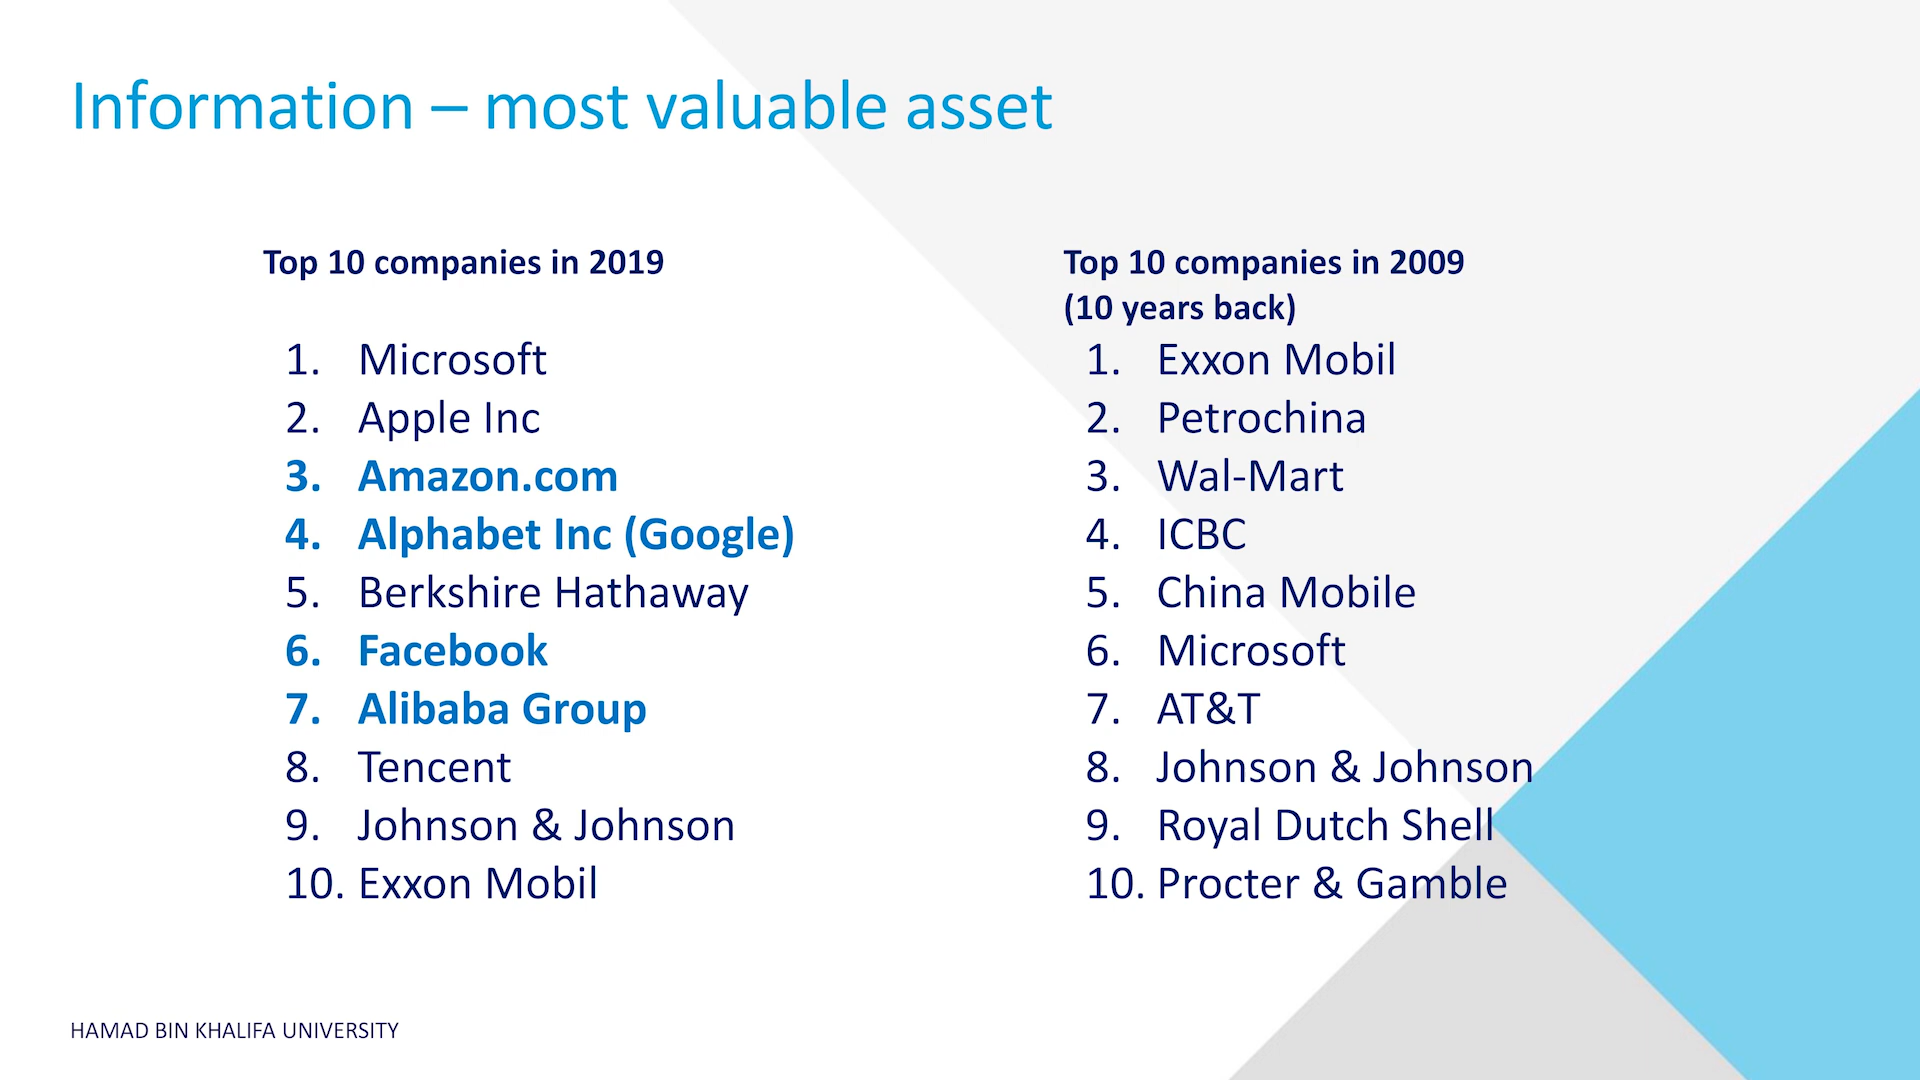 Information – most valuable asset
Top 10 companies in 2019
1. Microsoft
2. Apple Inc
3. Amazon.com
4. Alphabet Inc (Google)
5. Berkshire Hathaway
6. Facebook
7. Alibaba Group
8. Tencent
9. Johnson & Johnson
10. Exxon Mobil
Top 10 companies in 2009
(10 years back)
1. Exxon Mobil
2. Petrochina
3. Wal-Mart
4. ICBC
5. China Mobile
6. Microsoft
7. AT&T
8. Johnson & Johnson
9. Royal Dutch Shell
10. Procter & Gamble
HAMAD BIN KHALIFA UNIVERSITY